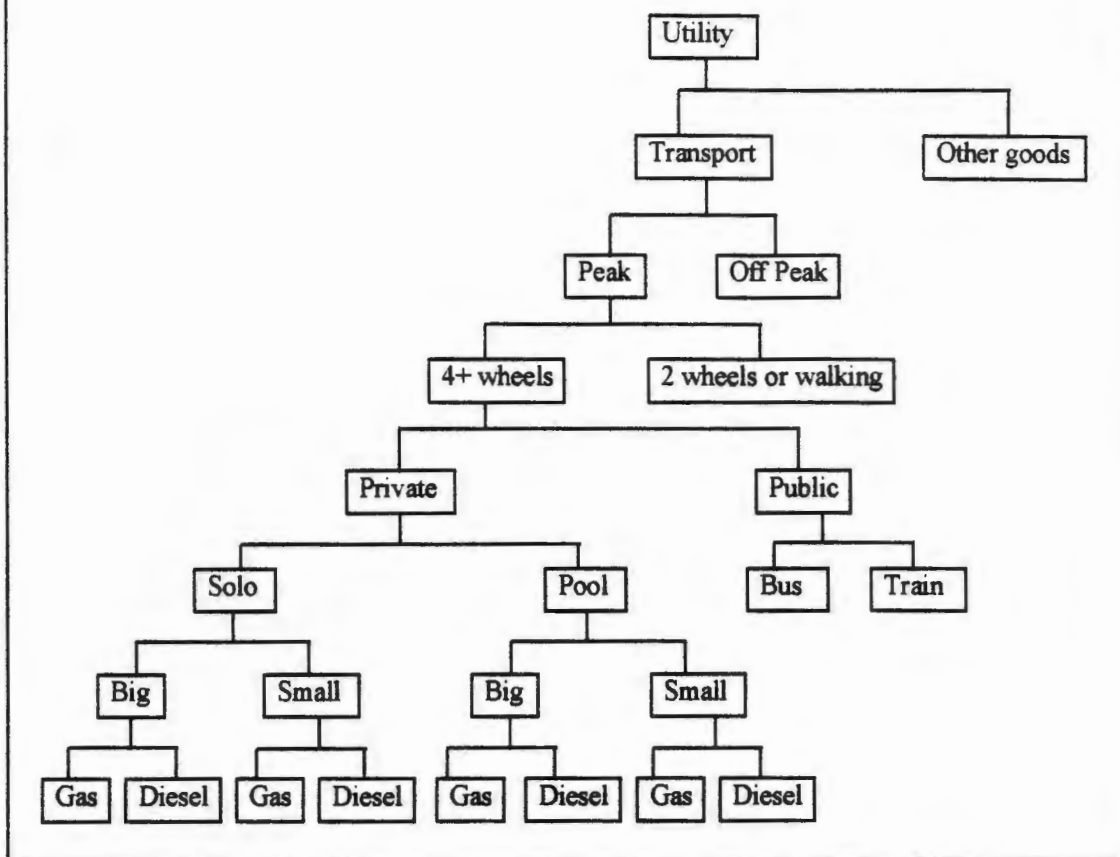 Utility
Transport
Other goods
Peak
Off Peak
4+ wheels
2 wheels or walking
Private
Public
Solo
Pool
Bus
Train
Big
Small
Big
Small
Gas
Diesel
Gas
Diesel
Gas
Diesel
Gas
Diesel